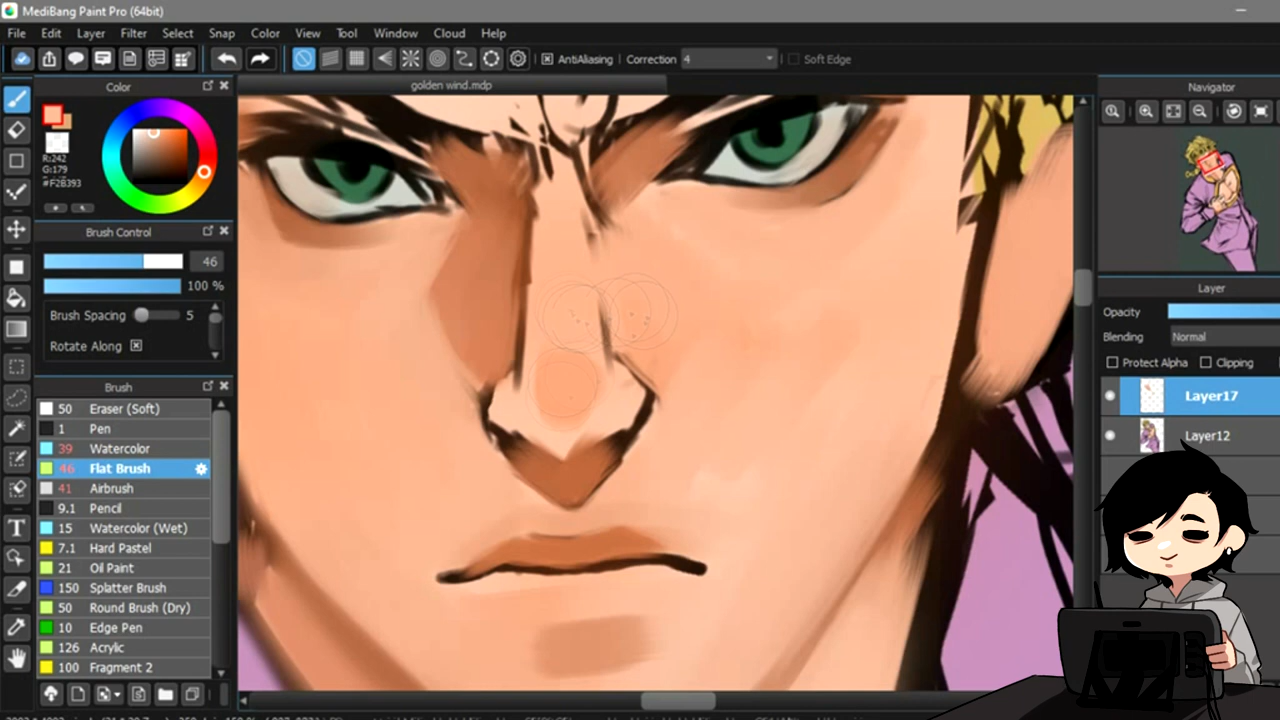 MediBang Paint Pro (64bit)
File Edit Layer Filter Select Snap Color View Tool Window Cloud Help
AntiAliasing Correction 4 Soft Edge
Color
golden wind.mdp
Navigator
R:242
G:179
#F2B393
Brush Control
46
100 %
Brush Spacing 5
Rotate Along
Layer
Opacity
Blending Normal
Protect Alpha Clipping
Layer17
Layer12
Brush
50 Eraser (Soft)
1 Pen
39 Watercolor
46 Flat Brush
41 Airbrush
9.1 Pencil
15 Watercolor (Wet)
7.1 Hard Pastel
21 Oil Paint
150 Splatter Brush
50 Round Brush (Dry)
10 Edge Pen
126 Acrylic
100 Fragment 2
T